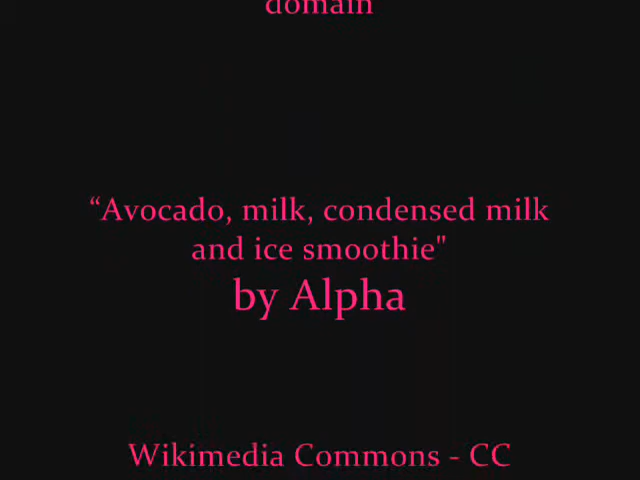 domain
“Avocado, milk, condensed milk
and ice smoothie"
by Alpha
Wikimedia Commons - CC